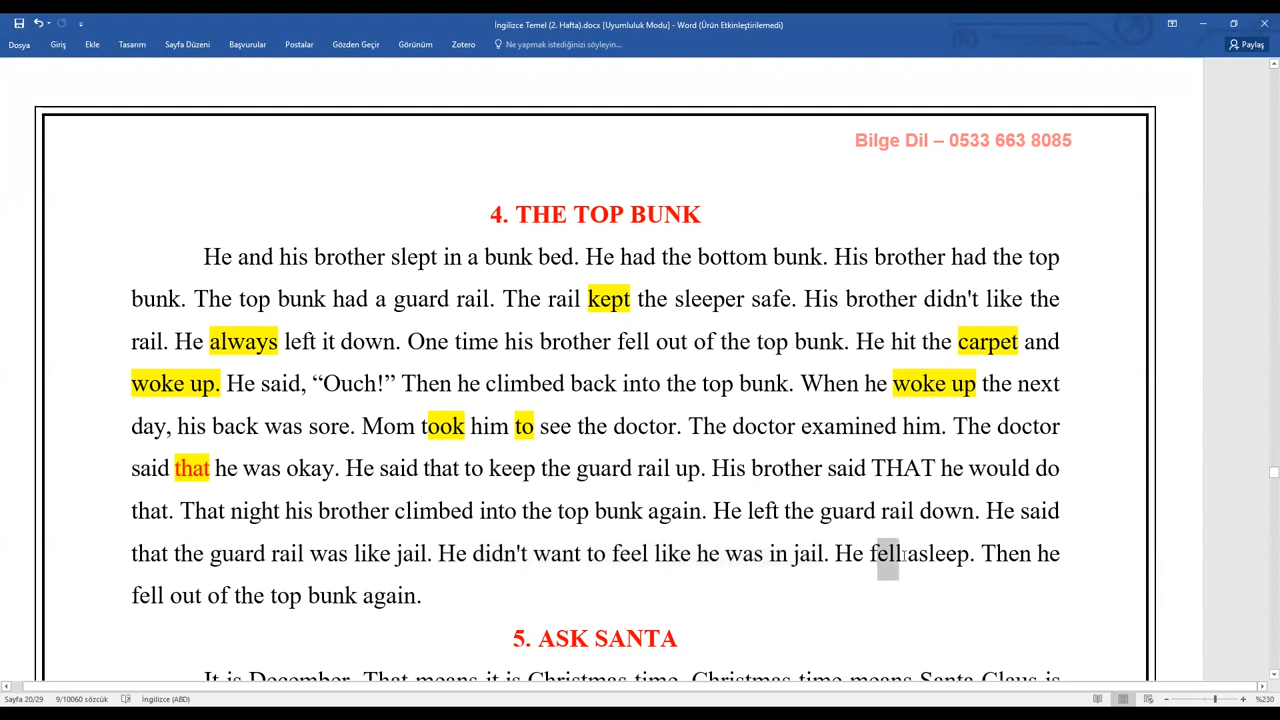 İngilizce Temel (2. Hafta).docx [Uyumluluk Modu] - Word (Ürün Etkinleştirilemedi)
Dosya Giriş Ekle Tasarım Sayfa Düzeni Başvurular Postalar Gözden Geçir Görünüm Zotero Ne yapmak istediğinizi söyleyin... Paylaş
Bilge Dil – 0533 663 8085
4. THE TOP BUNK
He and his brother slept in a bunk bed. He had the bottom bunk. His brother had the top
bunk. The top bunk had a guard rail. The rail kept the sleeper safe. His brother didn't like the
rail. He always left it down. One time his brother fell out of the top bunk. He hit the carpet and
woke up. He said, “Ouch!” Then he climbed back into the top bunk. When he woke up the next
day, his back was sore. Mom took him to see the doctor. The doctor examined him. The doctor
said that he was okay. He said that to keep the guard rail up. His brother said THAT he would do
that. That night his brother climbed into the top bunk again. He left the guard rail down. He said
that the guard rail was like jail. He didn't want to feel like he was in jail. He fell asleep. Then he
fell out of the top bunk again.
5. ASK SANTA
It is December. That means it is Christmas time. Christmas time means Santa Claus is
Sayfa 20/29 9/10060 sözcük İngilizce (ABD) %230